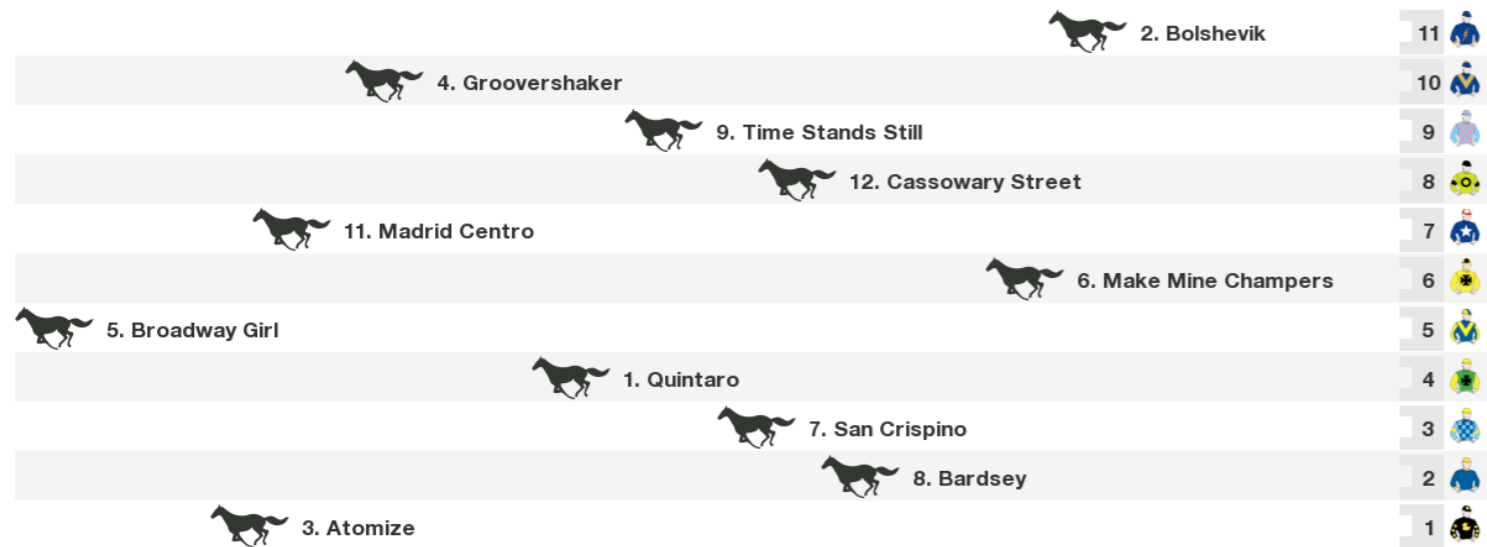 2. Bolshevik 11
4. Groovershaker 10
9. Time Stands Still 9
12. Cassowary Street 8
11. Madrid Centro 7
6. Make Mine Champers 6
5. Broadway Girl 5
1. Quintaro 4
7. San Crispino 3
8. Bardsey 2
3. Atomize 1